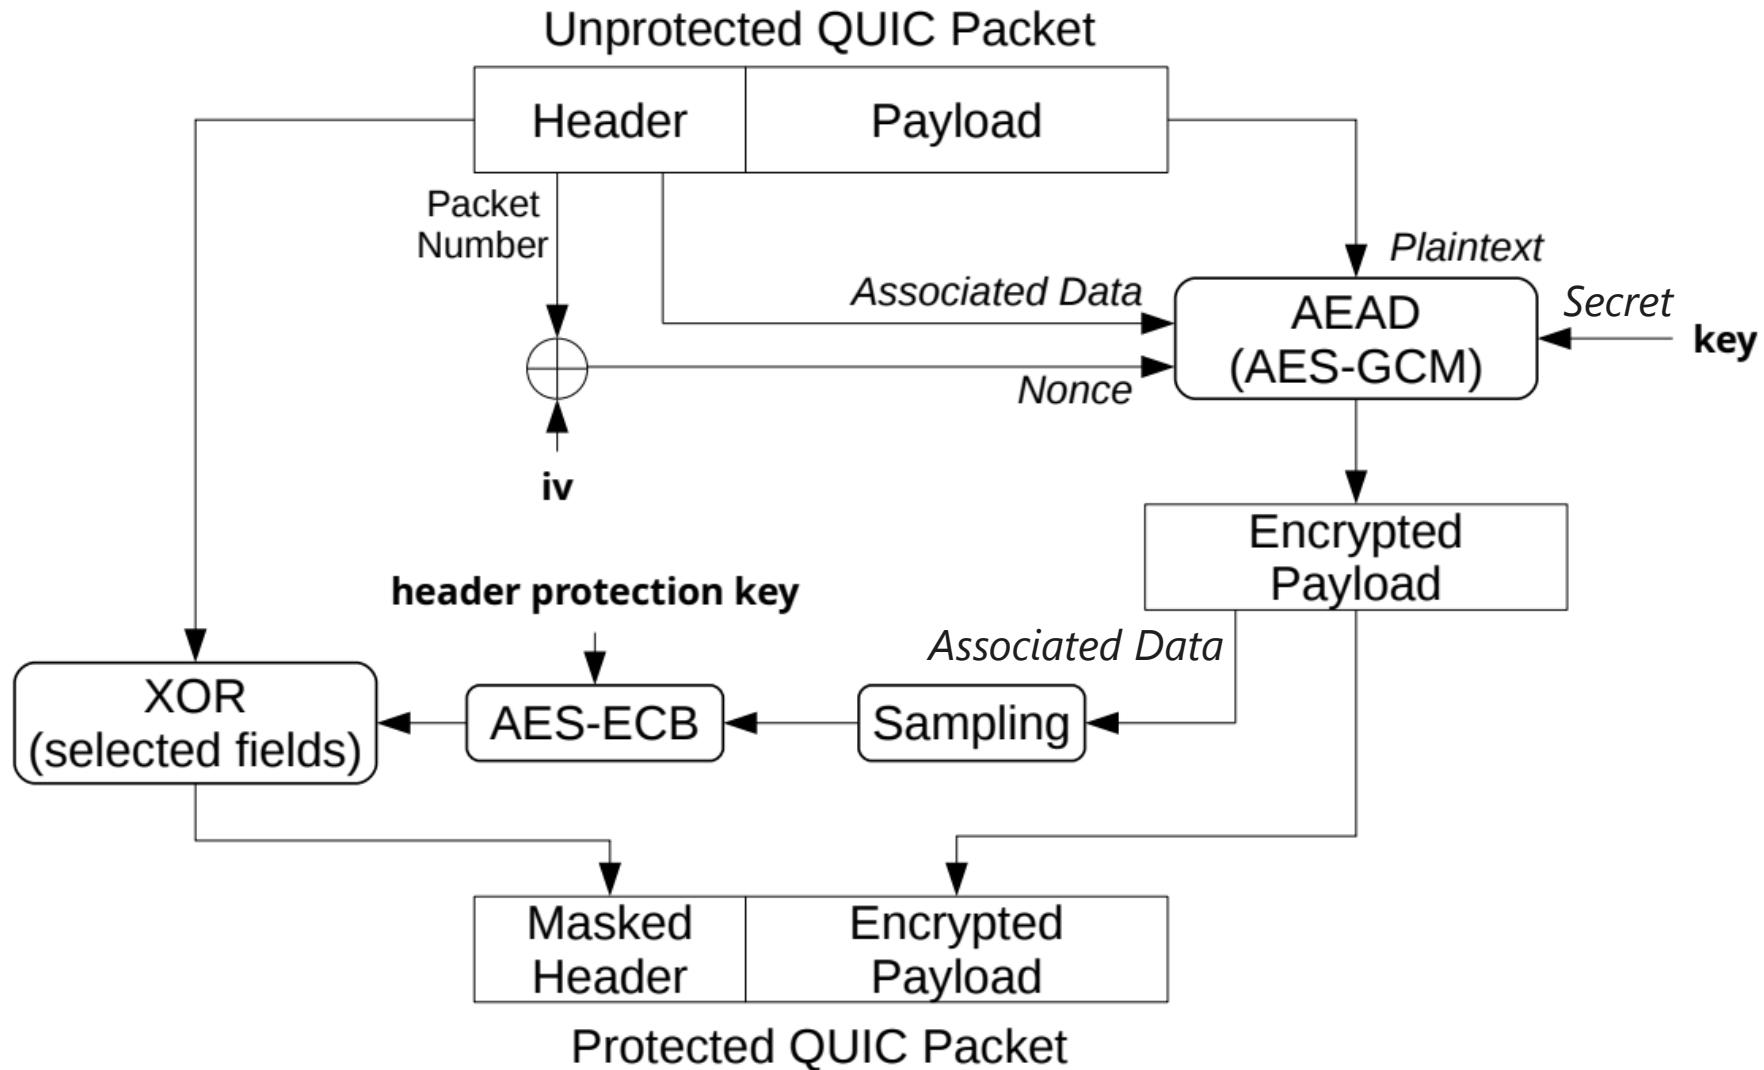 Unprotected QUIC Packet
Header
Payload
Packet
Number
Plaintext
Associated Data
Secret
AEAD
(AES-GCM)
key
Nonce
iv
Encrypted
Payload
header protection key
Associated Data
XOR
(selected fields)
AES-ECB
Sampling
Masked
Header
Encrypted
Payload
Protected QUIC Packet